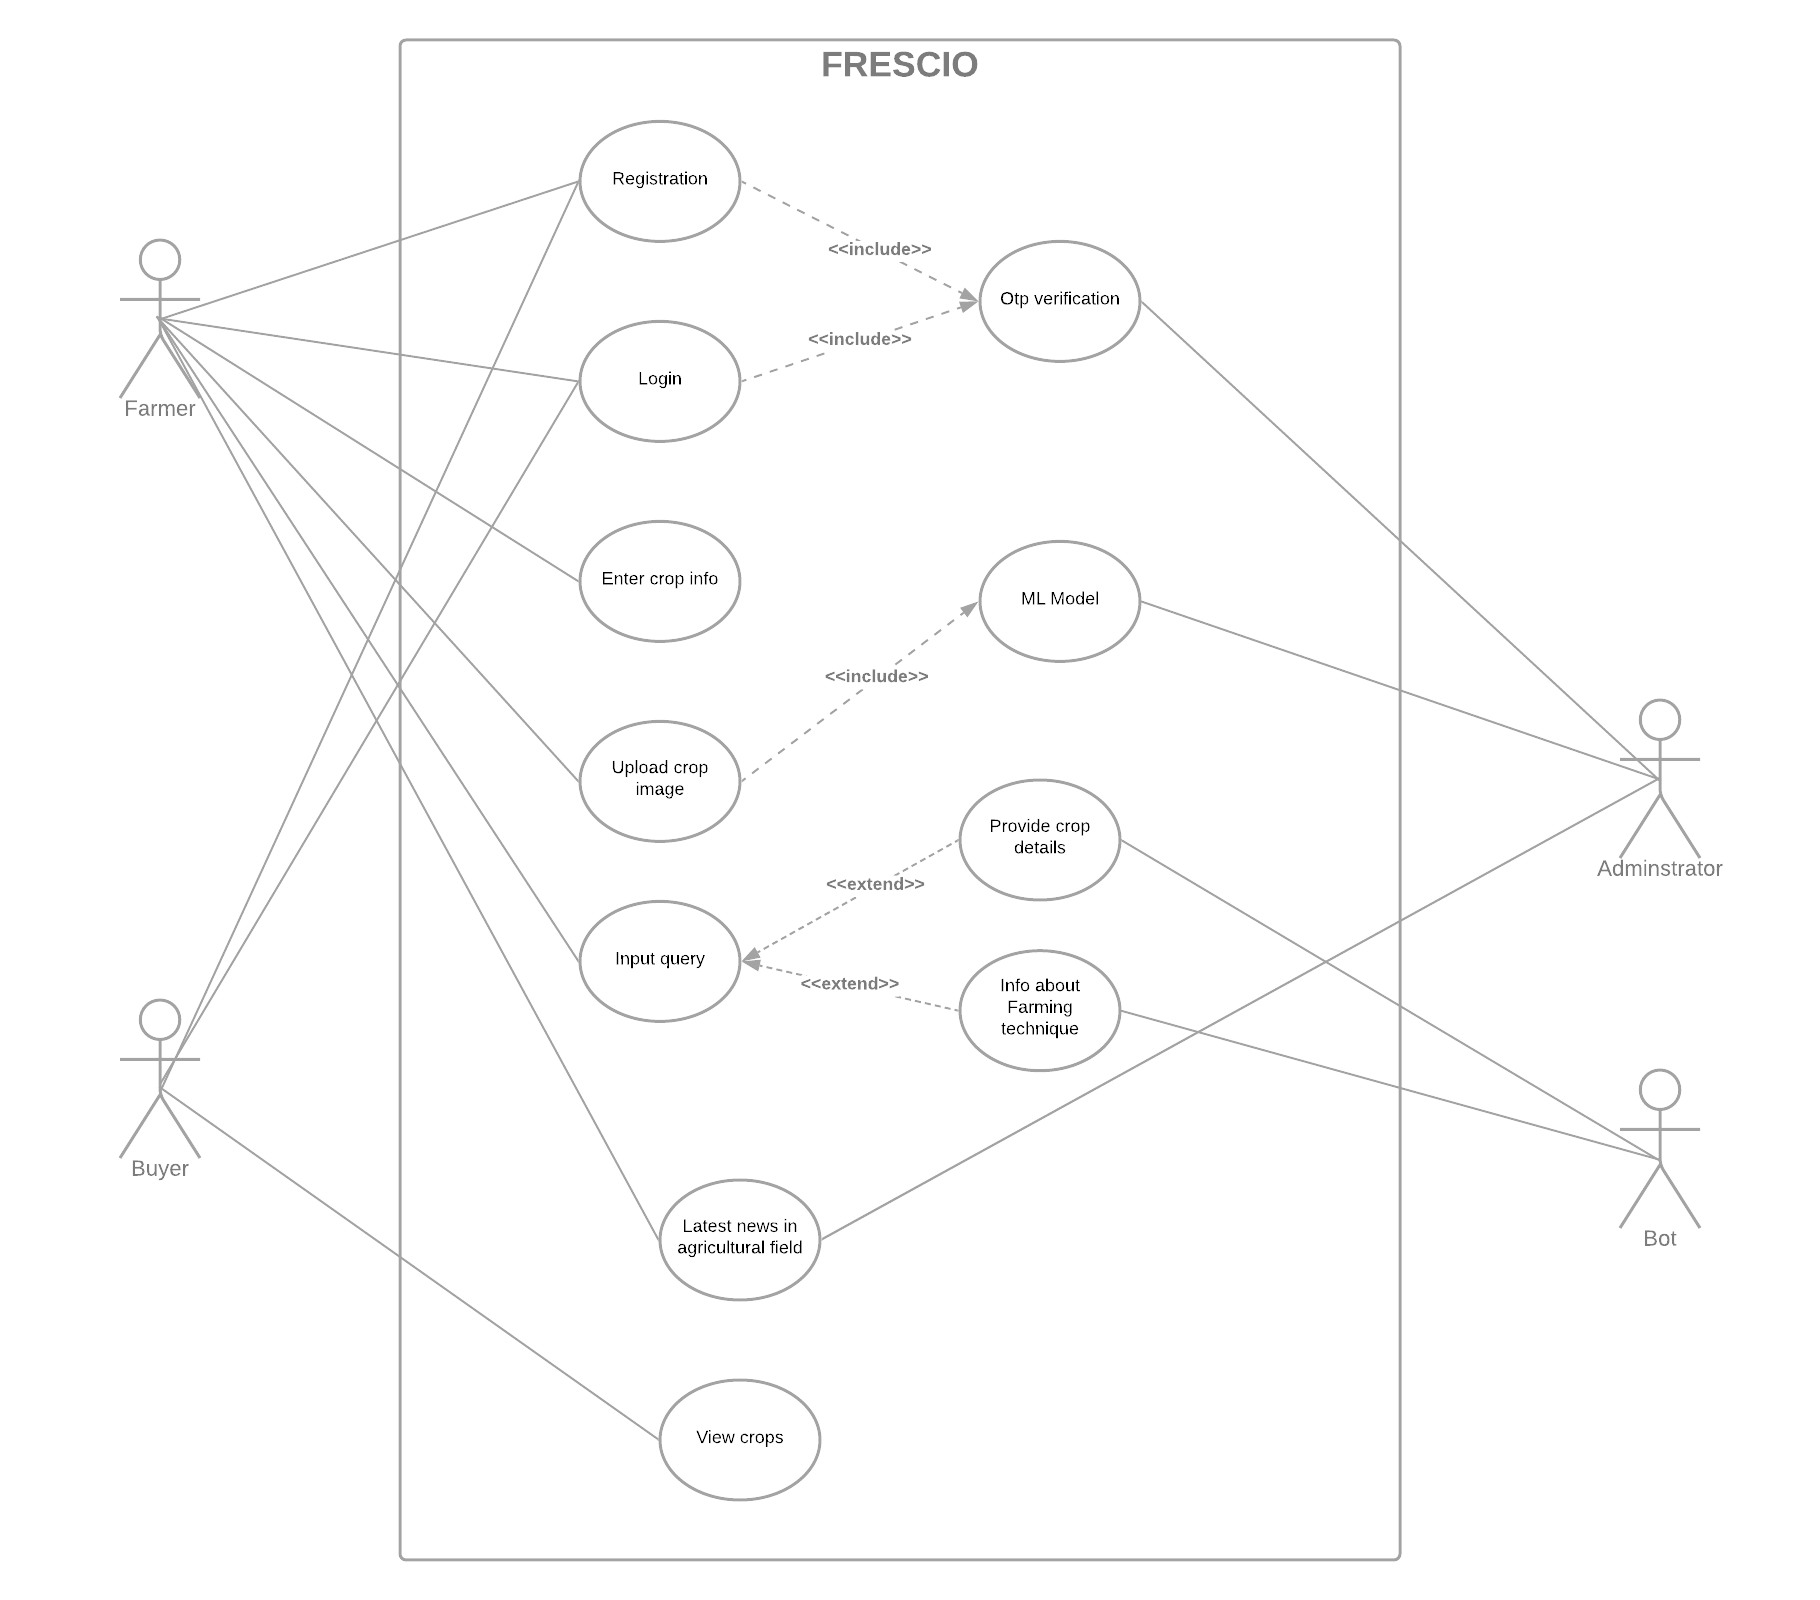 FRESCIO
Registration
<<include>>
Otp verification
<<include>>
Login
Farmer
Enter crop info
ML Model
<<include>>
Upload crop
image
Provide crop
details
Adminstrator
<<extend>>
Input query
<<extend>>
Info about
Farming
technique
Buyer
Latest news in
agricultural field
Bot
View crops